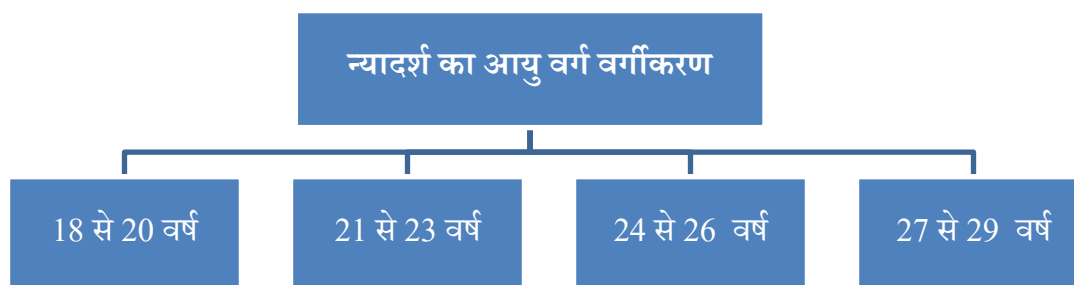 न्यादर्श का आयु वर्ग वर्गीकरण
18 से 20 वर्ष
21 से 23 वर्ष
24 से 26 वर्ष
27 से 29 वर्ष